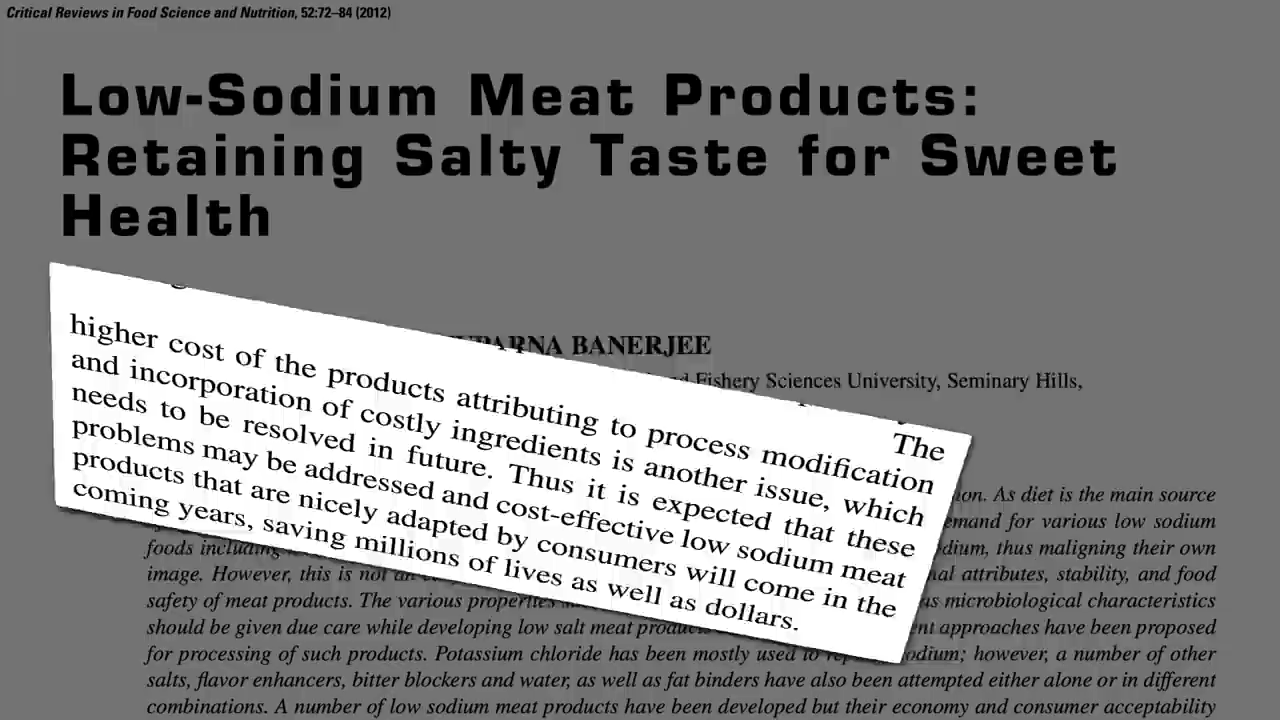 Critical Reviews in Food Science and Nutrition, 52:72–84 (2012)
Low-Sodium Meat Products:
Retaining Salty Taste for Sweet
Health
BANERJEE
Fishery Sciences University, Seminary Hills,
The
higher cost of the products attributing to process modification
and incorporation of costly ingredients is another issue, which
needs to be resolved in future. Thus it is expected that these
problems may be addressed and cost-effective low sodium meat
products that are nicely adapted by consumers will come in the
coming years, saving millions of lives as well as dollars.
As diet is the main source
for various low sodium
foods including thus maligning their own
image. However, this is not attributes, stability, and food
safety of meat products. The various microbiological characteristics
should be given due care while developing low salt meat approaches have been proposed
for processing of such products. Potassium chloride has been mostly used to however, a number of other
salts, flavor enhancers, bitter blockers and water, as well as fat binders have also been attempted either alone or in different
combinations. A number of low sodium meat products have been developed but their economy and consumer acceptability